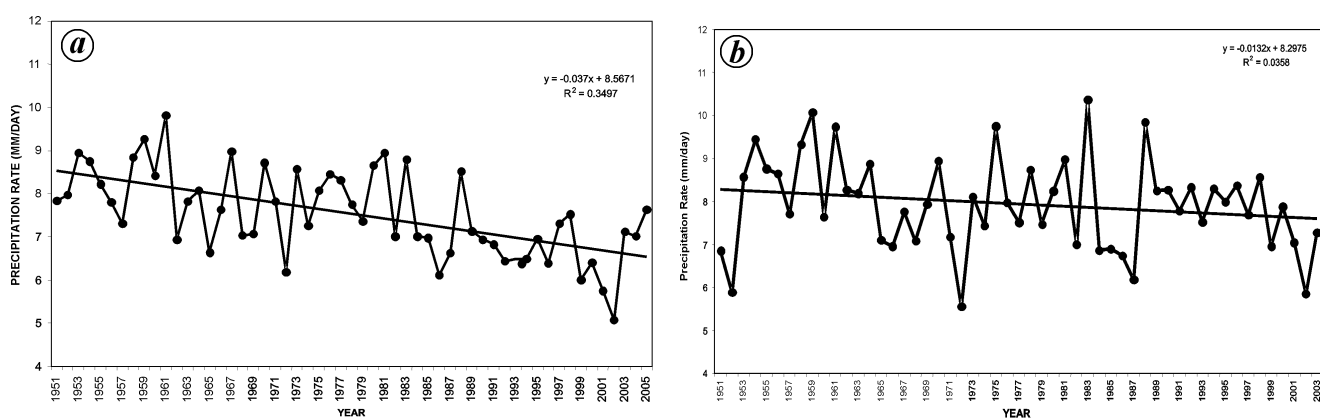 a
PRECIPITATION RATE (MM/DAY)
12
11
10
9
8
7
6
5
4
y = -0.037x + 8.5671
R2 = 0.3497
1951 1953 1955 1957 1959 1961 1963 1965 1967 1969 1971 1973 1975 1977 1979 1981 1983 1985 1987 1989 1991 1993 1995 1997 1999 2001 2003 2005
YEAR
b
Precipitation Rate (mm/day)
12
11
10
9
8
7
6
5
4
y = -0.0132x + 8.2975
R2 = 0.0358
1951 1953 1955 1957 1959 1961 1963 1965 1967 1969 1971 1973 1975 1977 1979 1981 1983 1985 1987 1989 1991 1993 1995 1997 1999 2001 2003
YEAR